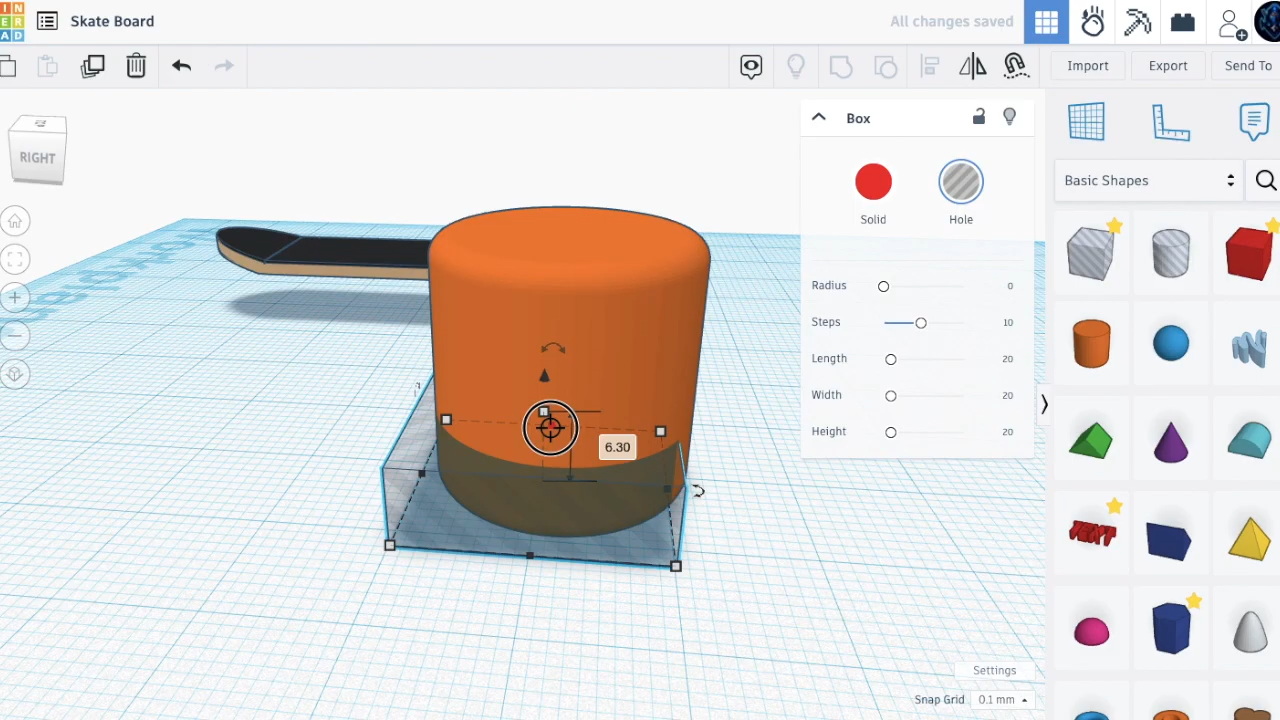 Skate Board
All changes saved
Import
Export
Send To
RIGHT
Box
Solid
Hole
Radius 0
Steps 10
Length 20
Width 20
Height 20
6.30
Basic Shapes
TEXT
Settings
Snap Grid 0.1 mm